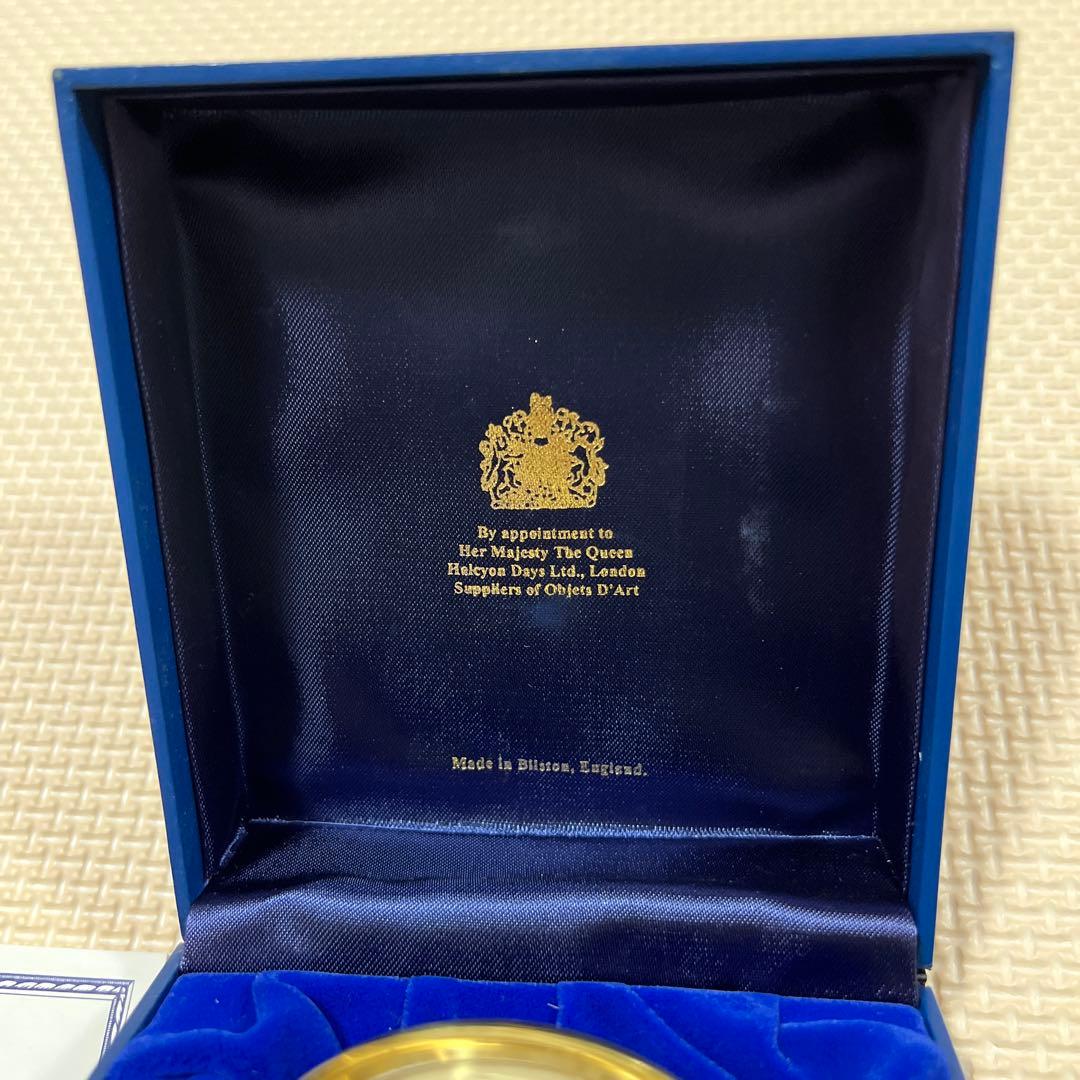 By appointment to
Her Majesty The Queen
Halcyon Days Ltd., London
Suppliers of Objets D'Art
Made in Bilston, England.